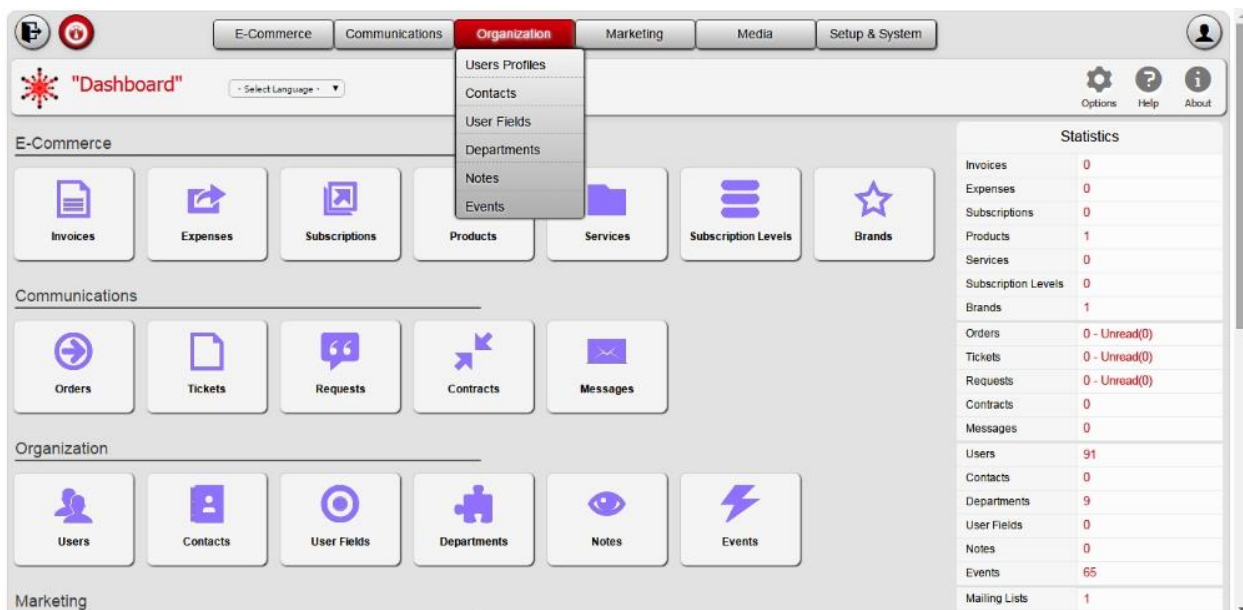 E-Commerce Communications Organization Marketing Media Setup & System
"Dashboard" - Select Language -
Users Profiles
Contacts
User Fields
Departments
Notes
Events
Options Help About
E-Commerce
Invoices Expenses Subscriptions Products Services Subscription Levels Brands
Communications
Orders Tickets Requests Contracts Messages
Organization
Users Contacts User Fields Departments Notes Events
Marketing
Statistics
Invoices 0
Expenses 0
Subscriptions 0
Products 1
Services 0
Subscription Levels 0
Brands 1
Orders 0 - Unread(0)
Tickets 0 - Unread(0)
Requests 0 - Unread(0)
Contracts 0
Messages 0
Users 91
Contacts 0
Departments 9
User Fields 0
Notes 0
Events 65
Mailing Lists 1